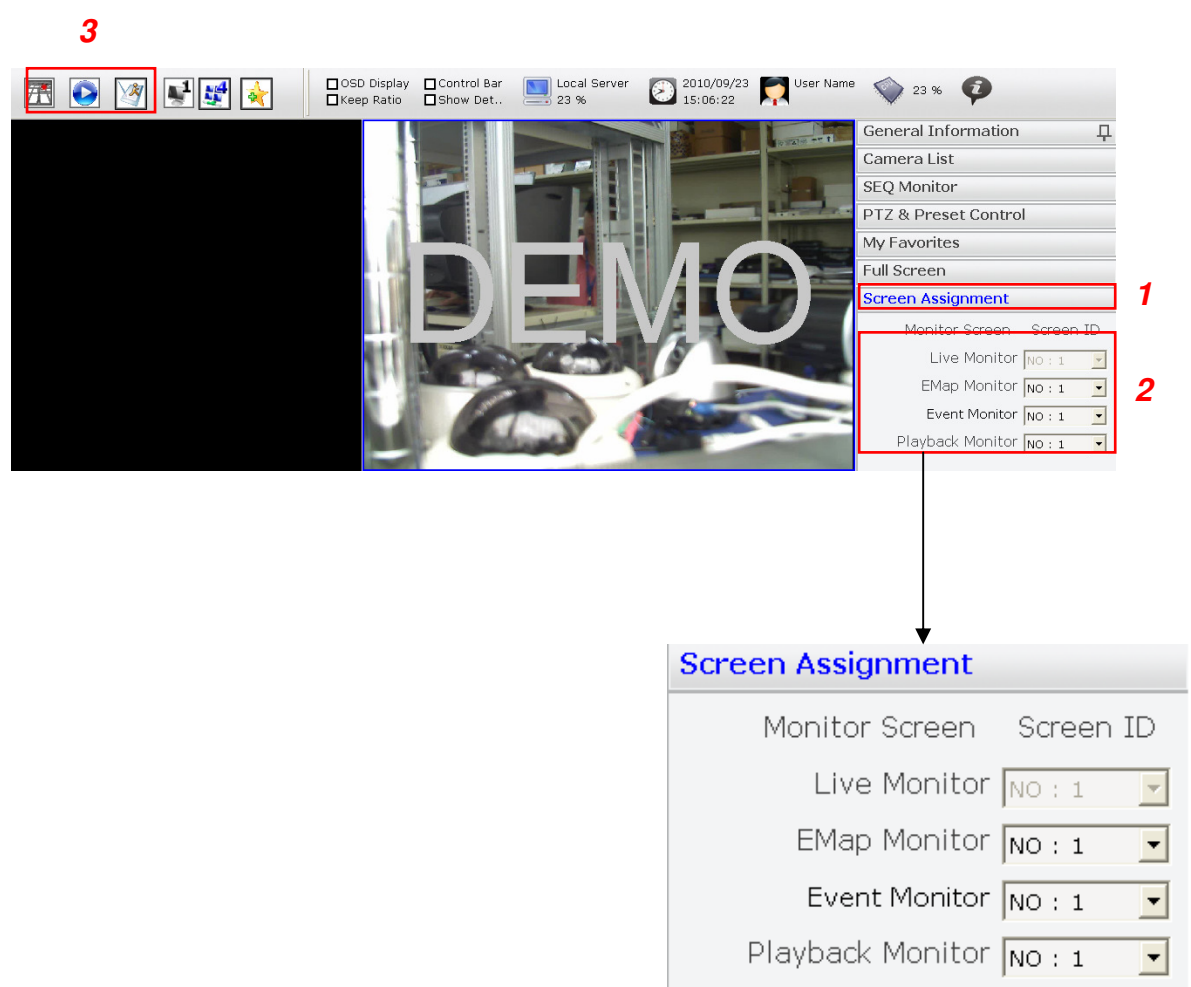 3
1
4
OSD Display
Control Bar
Keep Ratio
Show Det..
Local Server
23 %
2010/09/23
15:06:22
User Name
23 %
i
DEMO
General Information
Camera List
SEQ Monitor
PTZ & Preset Control
My Favorites
Full Screen
Screen Assignment
1
Monitor Screen Screen ID
Live Monitor NO : 1
EMap Monitor NO : 1
2
Event Monitor NO : 1
Playback Monitor NO : 1
Screen Assignment
Monitor Screen Screen ID
Live Monitor NO : 1
EMap Monitor NO : 1
Event Monitor NO : 1
Playback Monitor NO : 1